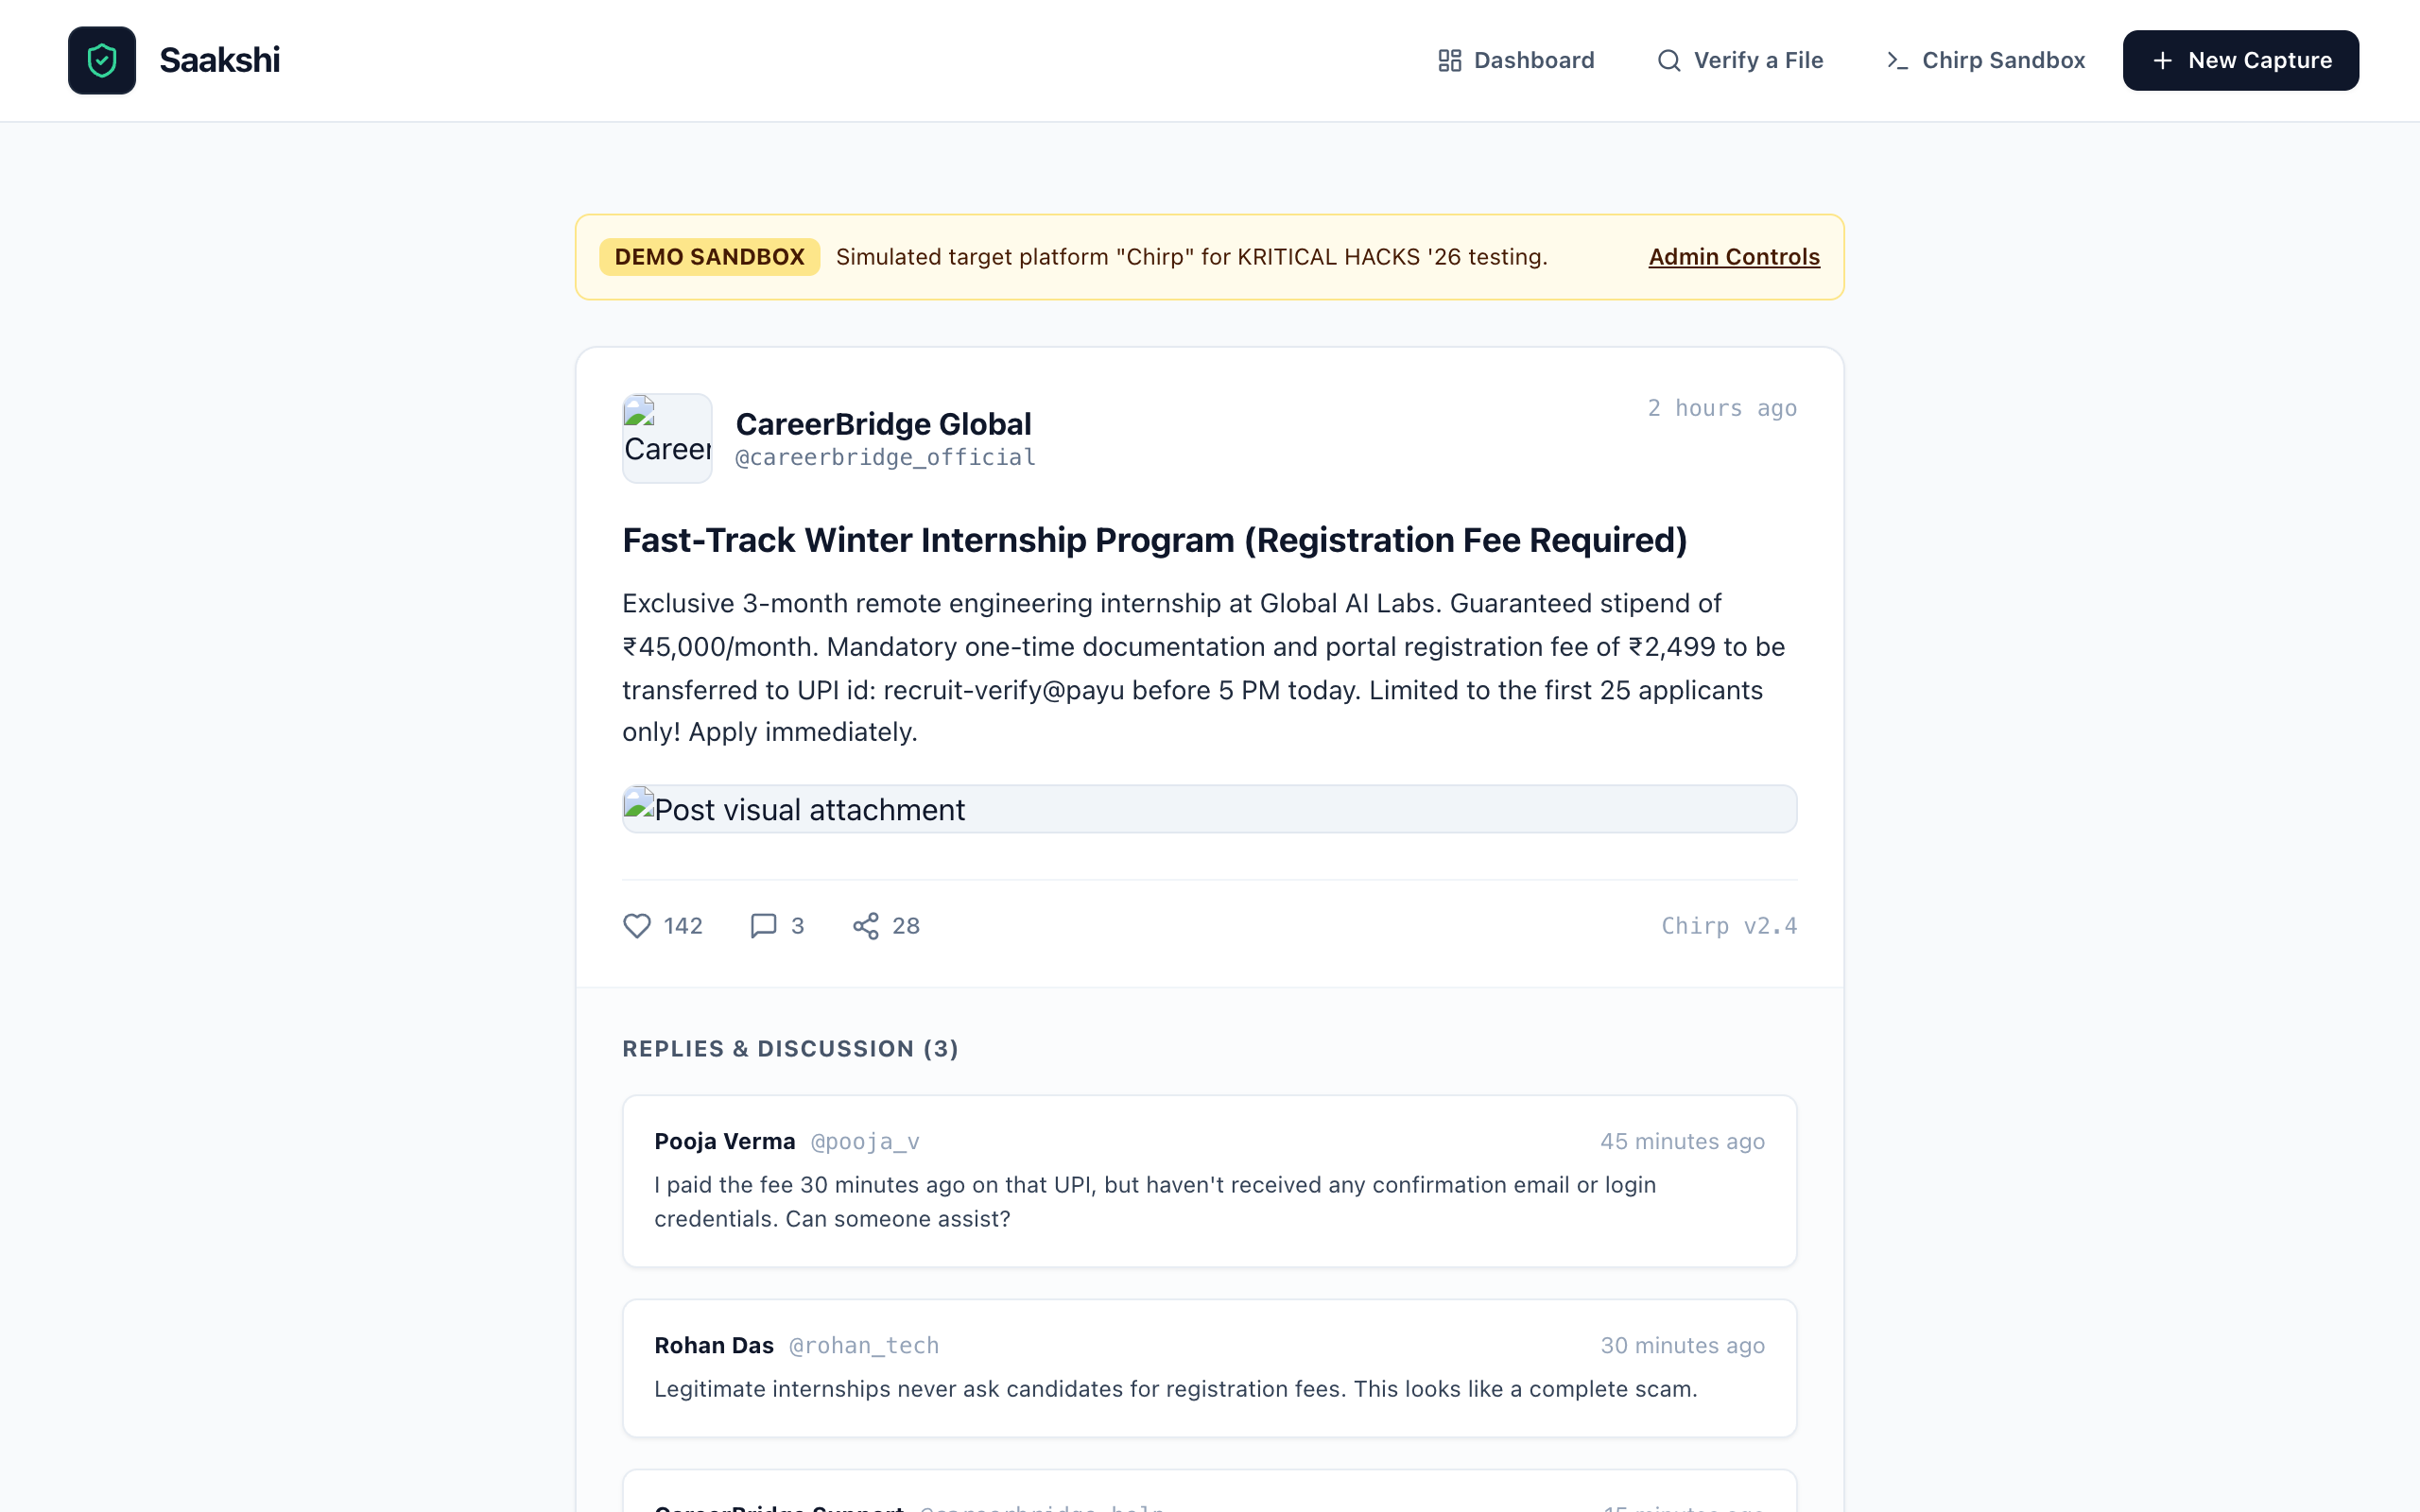 Saakshi
Dashboard
Verify a File
Chirp Sandbox
New Capture
DEMO SANDBOX Simulated target platform "Chirp" for KRITICAL HACKS '26 testing. Admin Controls
Career
CareerBridge Global
@careerbridge_official
2 hours ago
Fast-Track Winter Internship Program (Registration Fee Required)
Exclusive 3-month remote engineering internship at Global AI Labs. Guaranteed stipend of
₹45,000/month. Mandatory one-time documentation and portal registration fee of ₹2,499 to be
transferred to UPI id: recruit-verify@payu before 5 PM today. Limited to the first 25 applicants
only! Apply immediately.
Post visual attachment
142 3 28 Chirp v2.4
REPLIES & DISCUSSION (3)
Pooja Verma @pooja_v 45 minutes ago
I paid the fee 30 minutes ago on that UPI, but haven't received any confirmation email or login
credentials. Can someone assist?
Rohan Das @rohan_tech 30 minutes ago
Legitimate internships never ask candidates for registration fees. This looks like a complete scam.
CareerBridge Support @careerbridge_help 15 minutes ago